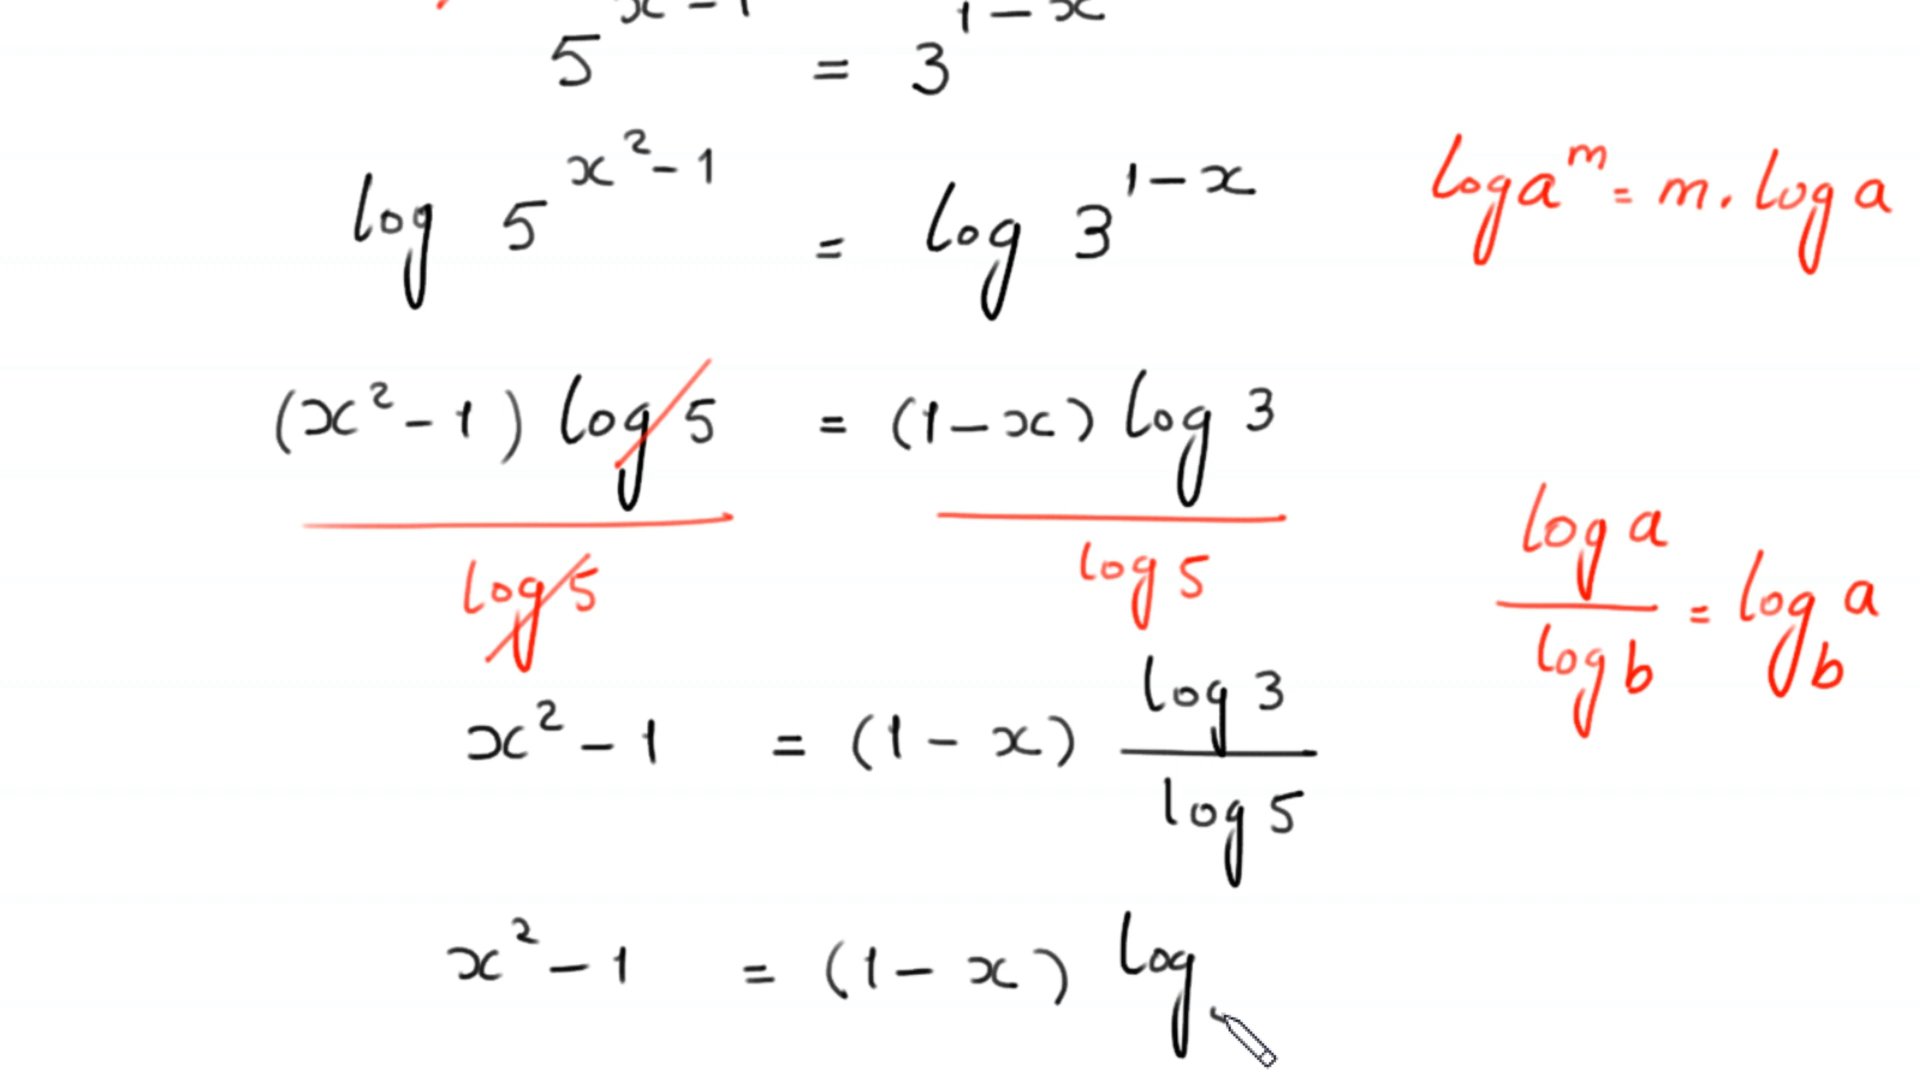 5^(x-1) = 3^(1-x)
log 5^(x²-1) = log 3^(1-x)
log a^m = m . log a
(x² - 1) log 5 = (1 - x) log 3
log 5 log 5
log a / log b = log_b a
x² - 1 = (1 - x) log 3 / log 5
x² - 1 = (1 - x) log